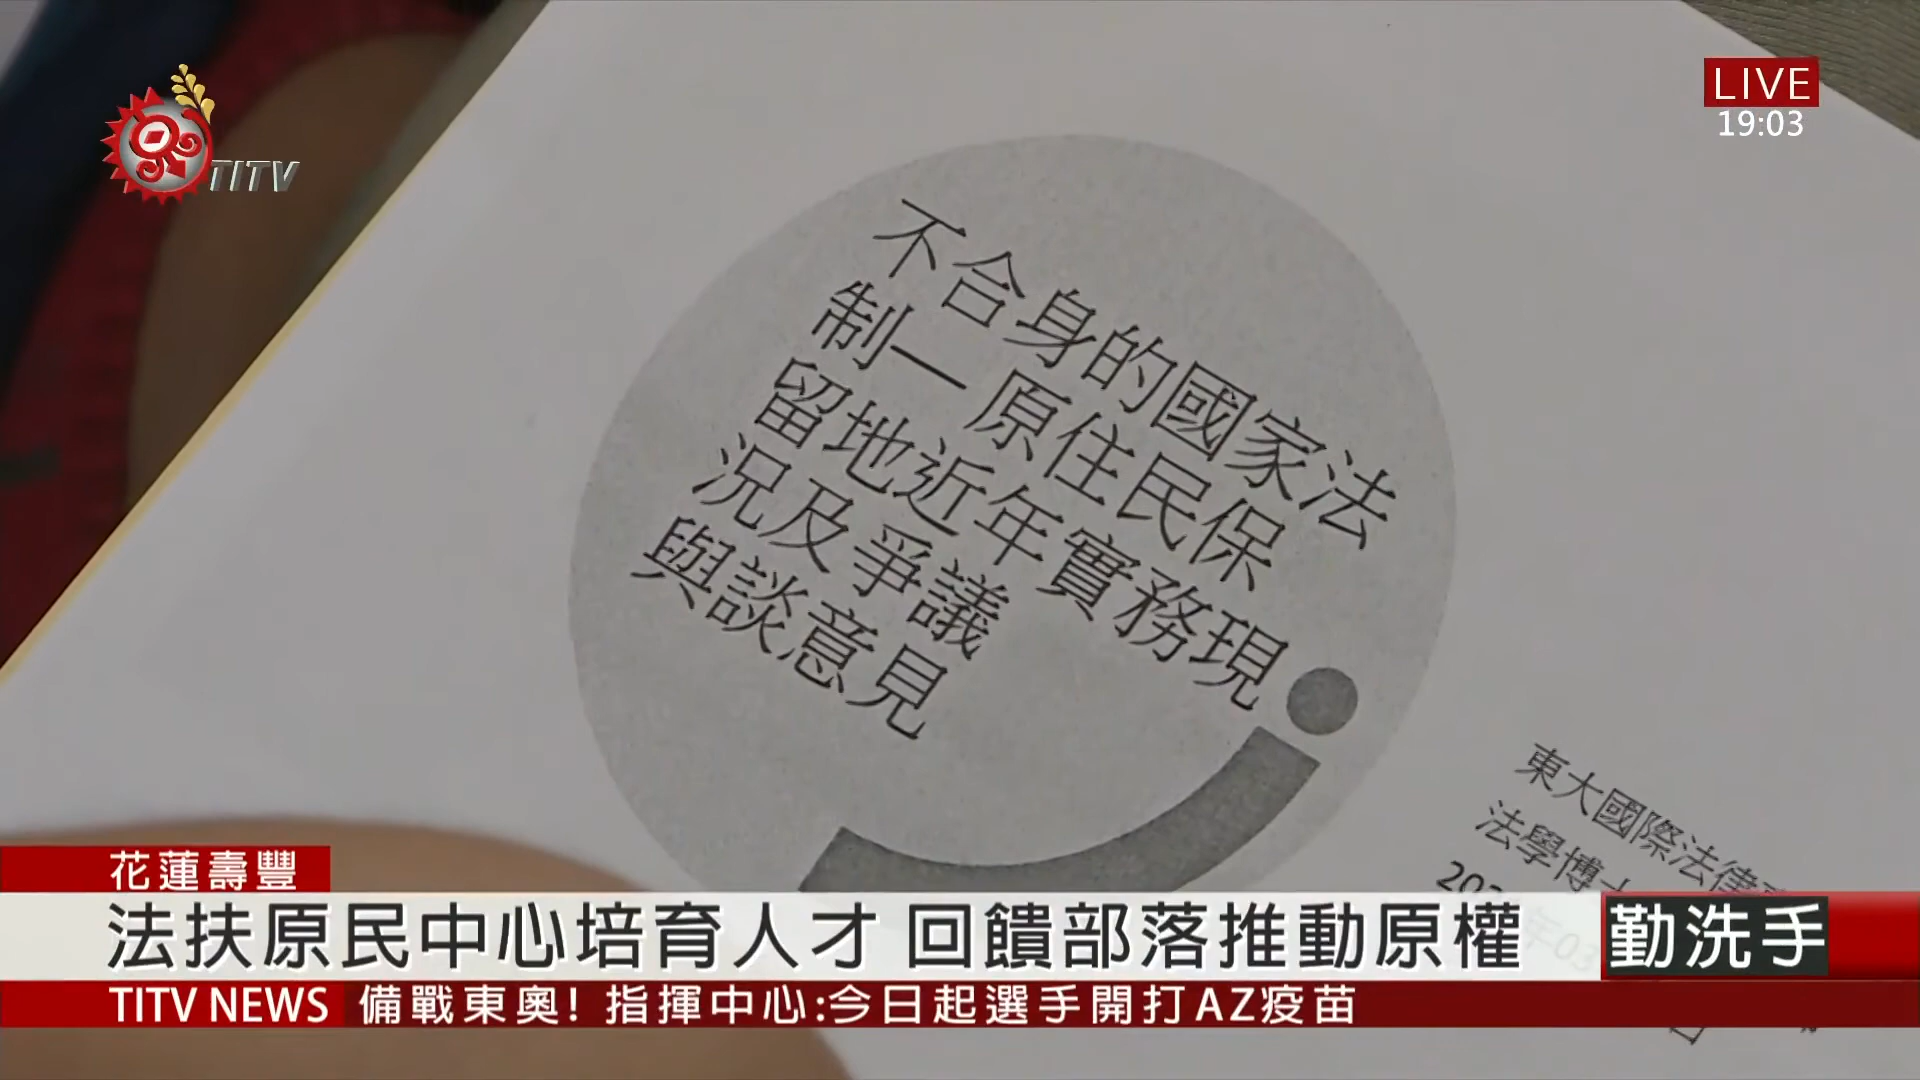 TITV
LIVE
19:03
不合身的國家法
制—原住民保
留地近年實務現
況及爭議
與談意見
東大國際法律
法學博士
花蓮壽豐
法扶原民中心培育人才 回饋部落推動原權
勤洗手
TITV NEWS 備戰東奧! 指揮中心:今日起選手開打AZ疫苗